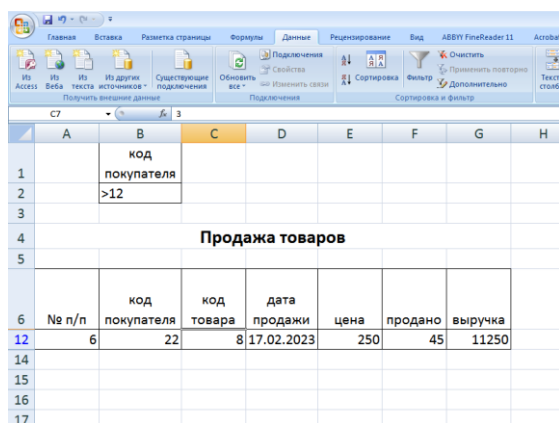 Главная Вставка Разметка страницы Формулы Данные Рецензирование Вид ABBYY FineReader 11 Acrobat
Из Access Из Веба Из текста Из других источников Существующие подключения Обновить все Подключения Свойства Изменить связи Сортировка Фильтр Очистить Применить повторно Дополнительно
Получить внешние данные Подключения Сортировка и фильтр
C7 fx 3
A B C D E F G H
1 код покупателя
2 >12
3
4 Продажа товаров
5
6 № п/п код покупателя код товара дата продажи цена продано выручка
12 6 22 8 17.02.2023 250 45 11250
14
15
16
17